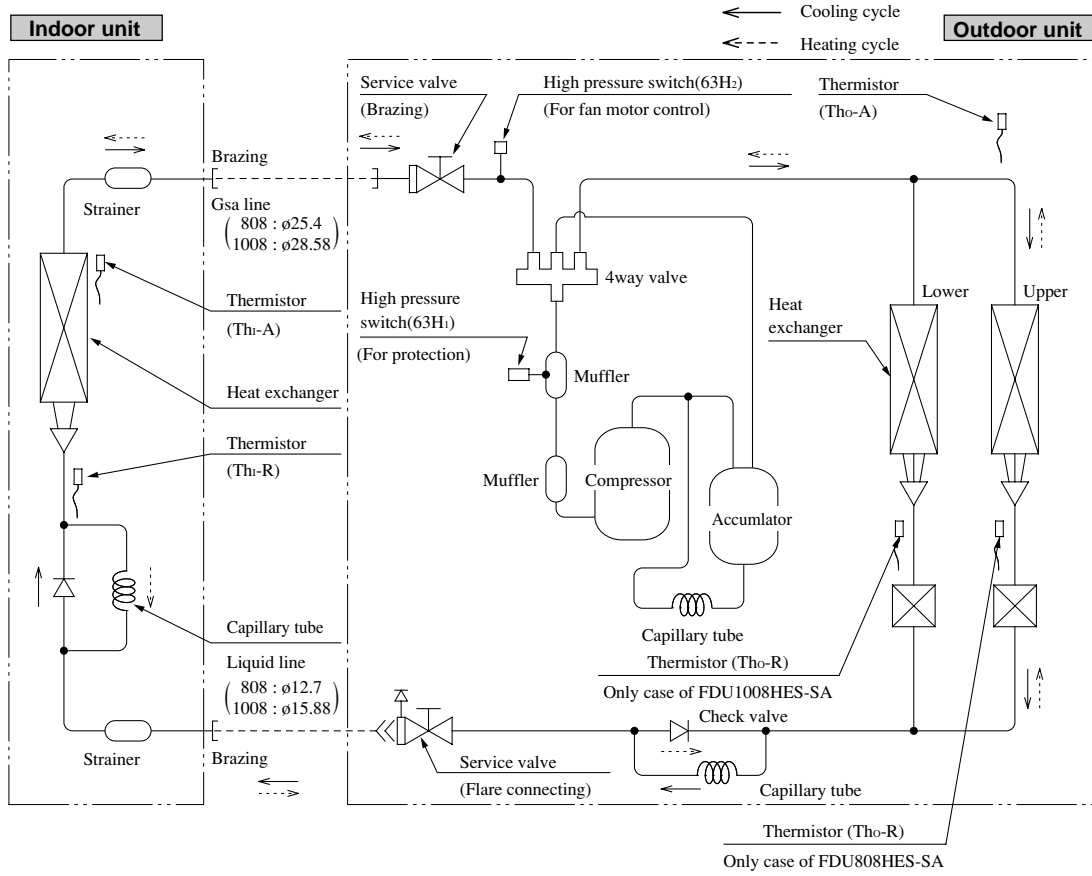 Cooling cycle
Heating cycle
Indoor unit
Outdoor unit
Service valve
(Brazing)
High pressure switch(63H₂)
(For fan motor control)
Thermistor
(Tho-A)
Brazing
Strainer
Gsa line
808 : ø25.4
1008 : ø28.58
4way valve
Thermistor
(ThI-A)
High pressure
switch(63H₁)
(For protection)
Heat
exchanger
Lower
Upper
Muffler
Heat exchanger
Thermistor
(ThI-R)
Muffler
Compressor
Accumlator
Capillary tube
Capillary tube
Liquid line
808 : ø12.7
1008 : ø15.88
Thermistor (Tho-R)
Only case of FDU1008HES-SA
Check valve
Strainer
Brazing
Service valve
(Flare connecting)
Capillary tube
Thermistor (Tho-R)
Only case of FDU808HES-SA